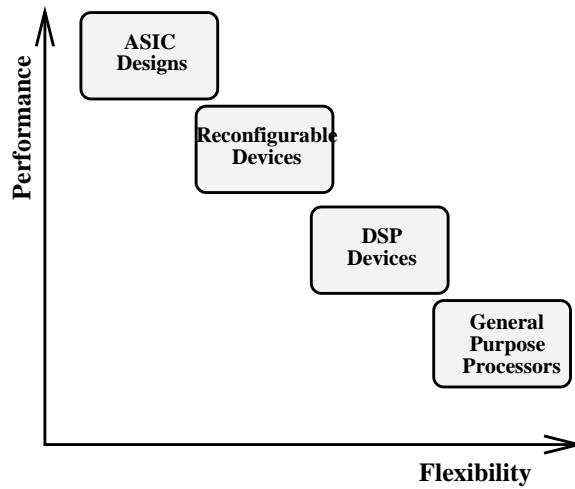 Performance
ASIC
Designs
Reconfigurable
Devices
DSP
Devices
General
Purpose
Processors
Flexibility